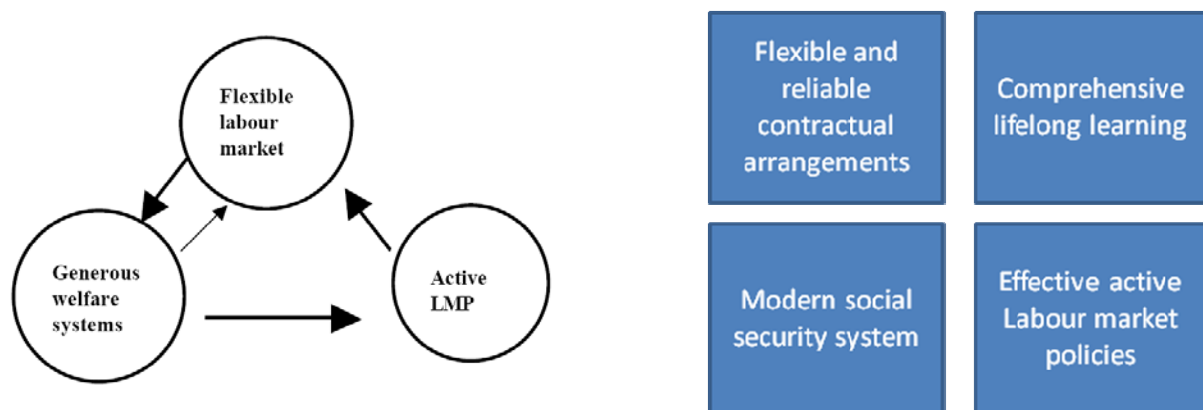 Flexible
labour
market
Generous
welfare
systems
Active
LMP
Flexible and
reliable
contractual
arrangements
Comprehensive
lifelong learning
Modern social
security system
Effective active
Labour market
policies